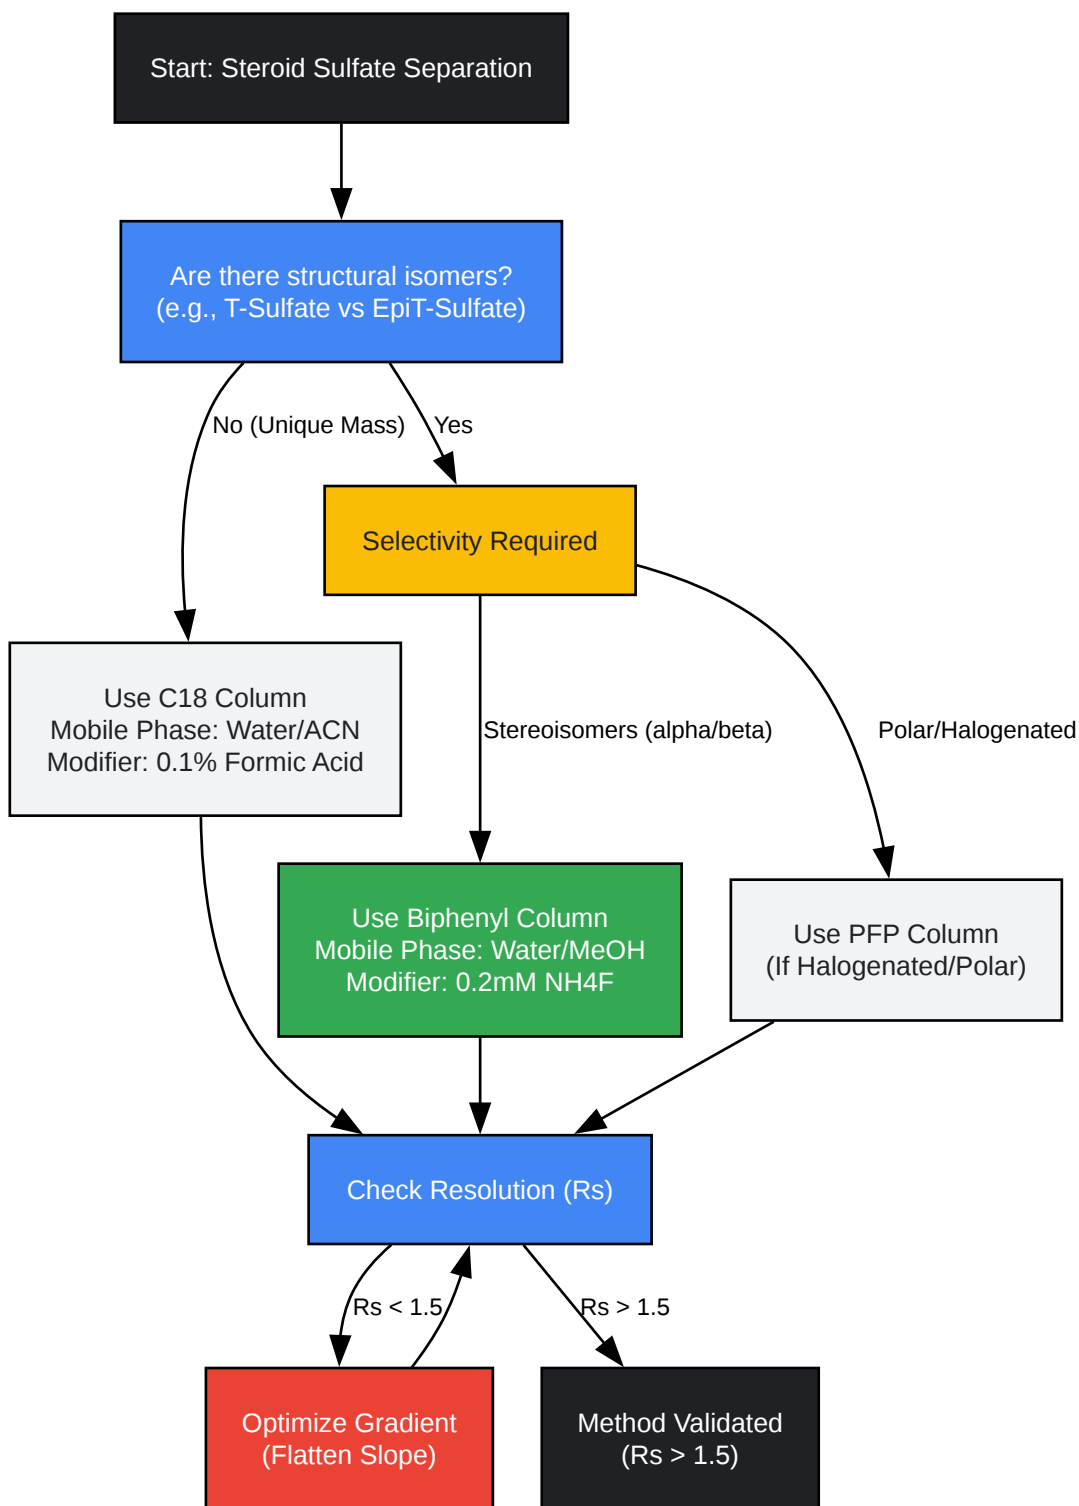 Start: Steroid Sulfate Separation
Are there structural isomers?
(e.g., T-Sulfate vs EpiT-Sulfate)
No (Unique Mass)
Yes
Selectivity Required
Use C18 Column
Mobile Phase: Water/ACN
Modifier: 0.1% Formic Acid
Stereoisomers (alpha/beta)
Polar/Halogenated
Use Biphenyl Column
Mobile Phase: Water/MeOH
Modifier: 0.2mM NH4F
Use PFP Column
(If Halogenated/Polar)
Check Resolution (Rs)
Rs < 1.5
Rs > 1.5
Optimize Gradient
(Flatten Slope)
Method Validated
(Rs > 1.5)